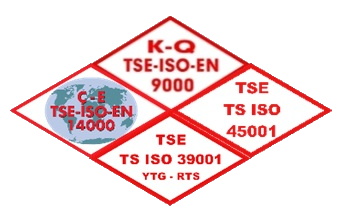 K-Q
TSE-ISO-EN
9000
Ç-E
TSE-ISO-EN
14000
TSE
TS ISO
45001
TSE
TS ISO 39001
YTG - RTS